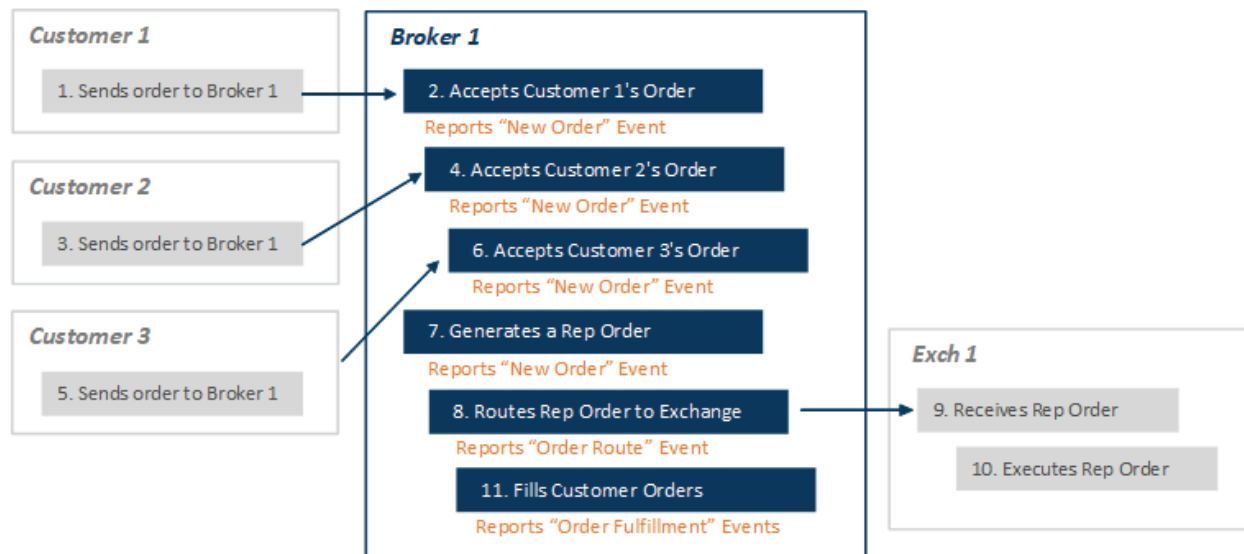 Customer 1
1. Sends order to Broker 1
Customer 2
3. Sends order to Broker 1
Customer 3
5. Sends order to Broker 1
Broker 1
2. Accepts Customer 1's Order
Reports “New Order” Event
4. Accepts Customer 2's Order
Reports “New Order” Event
6. Accepts Customer 3's Order
Reports “New Order” Event
7. Generates a Rep Order
Reports “New Order” Event
8. Routes Rep Order to Exchange
Reports “Order Route” Event
11. Fills Customer Orders
Reports “Order Fulfillment” Events
Exch 1
9. Receives Rep Order
10. Executes Rep Order